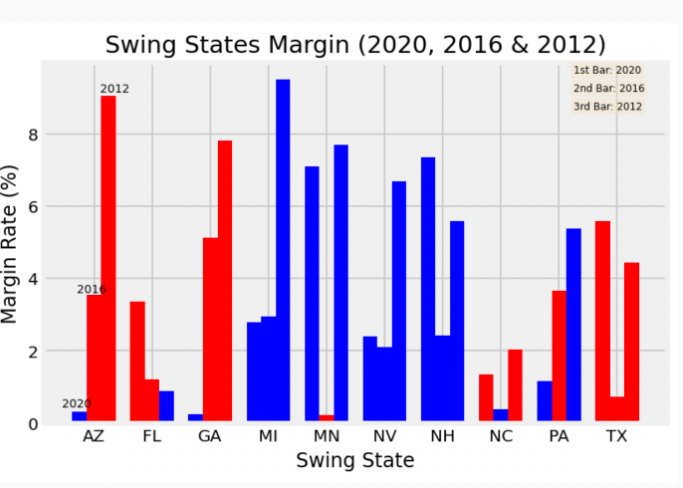 Swing States Margin (2020, 2016 & 2012)
1st Bar: 2020
2nd Bar: 2016
3rd Bar: 2012
2012
2016
2020
Margin Rate (%)
8
6
4
2
0
AZ FL GA MI MN NV NH NC PA TX
Swing State